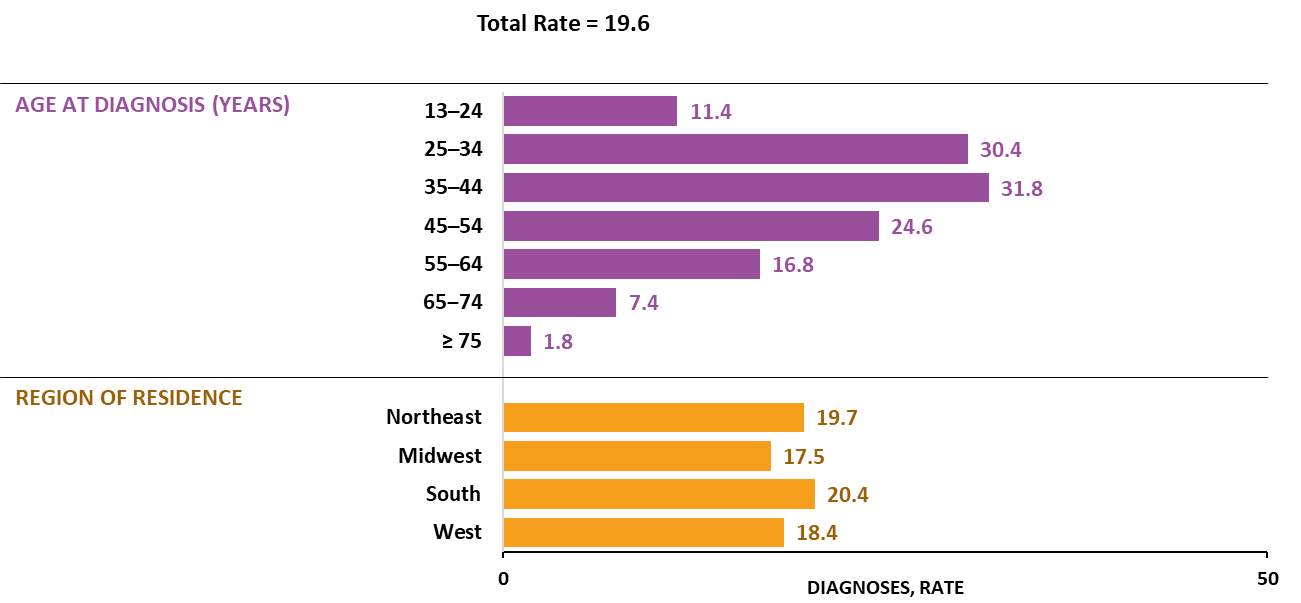 Total Rate = 19.6
AGE AT DIAGNOSIS (YEARS)
13–24 11.4
25–34 30.4
35–44 31.8
45–54 24.6
55–64 16.8
65–74 7.4
≥ 75 1.8
REGION OF RESIDENCE
Northeast 19.7
Midwest 17.5
South 20.4
West 18.4
0 50
DIAGNOSES, RATE